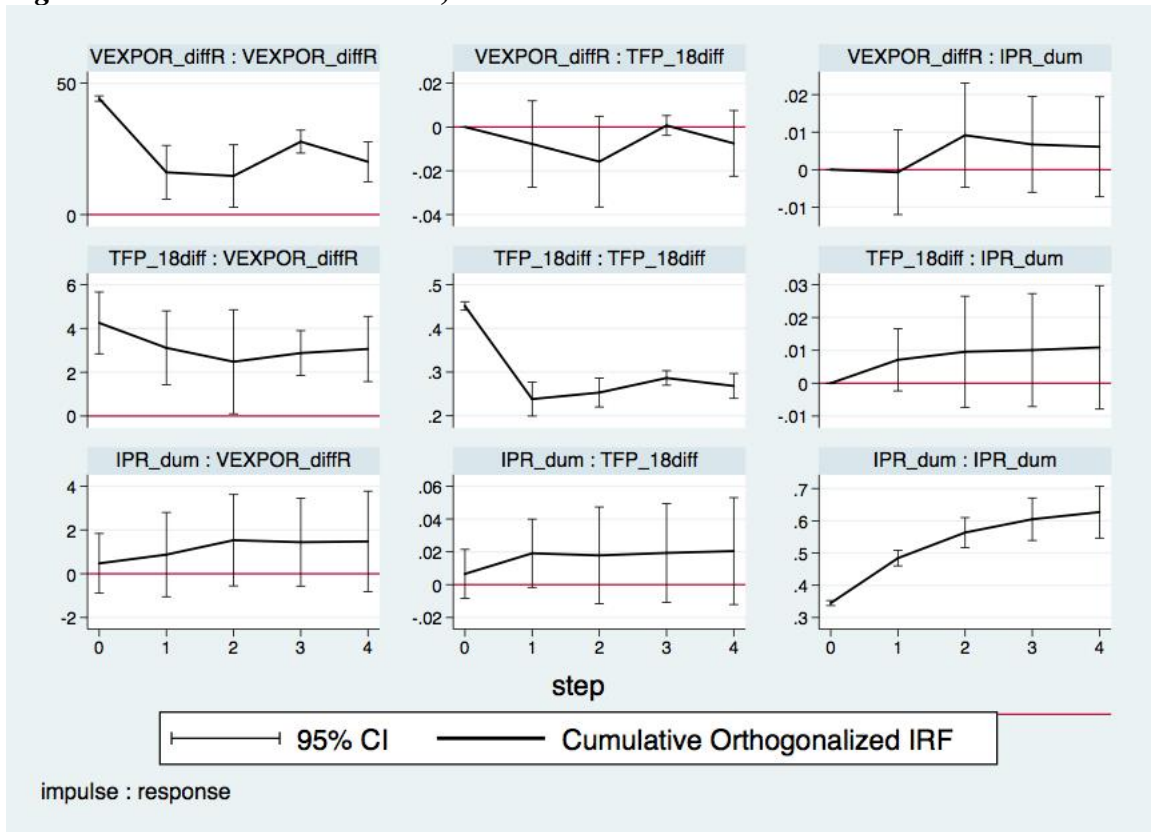 VEXPOR_diffR : VEXPOR_diffR
VEXPOR_diffR : TFP_18diff
VEXPOR_diffR : IPR_dum
50
0
.02
0
-.02
-.04
.02
.01
0
-.01
TFP_18diff : VEXPOR_diffR
TFP_18diff : TFP_18diff
TFP_18diff : IPR_dum
6
4
2
0
.5
.4
.3
.2
.03
.02
.01
0
-.01
IPR_dum : VEXPOR_diffR
IPR_dum : TFP_18diff
IPR_dum : IPR_dum
4
2
0
-2
.06
.04
.02
0
-.02
.7
.6
.5
.4
.3
0 1 2 3 4
0 1 2 3 4
0 1 2 3 4
step
95% CI
Cumulative Orthogonalized IRF
impulse : response